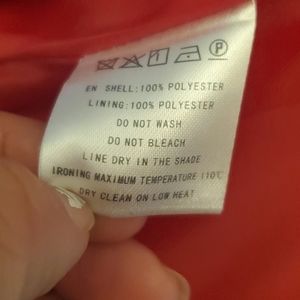 EN SHELL:100% POLYESTER
LINING:100% POLYESTER
DO NOT WASH
DO NOT BLEACH
LINE DRY IN THE SHADE
IRONING MAXIMUM TEMPERATURE 110℃
DRY CLEAN ON LOW HEAT